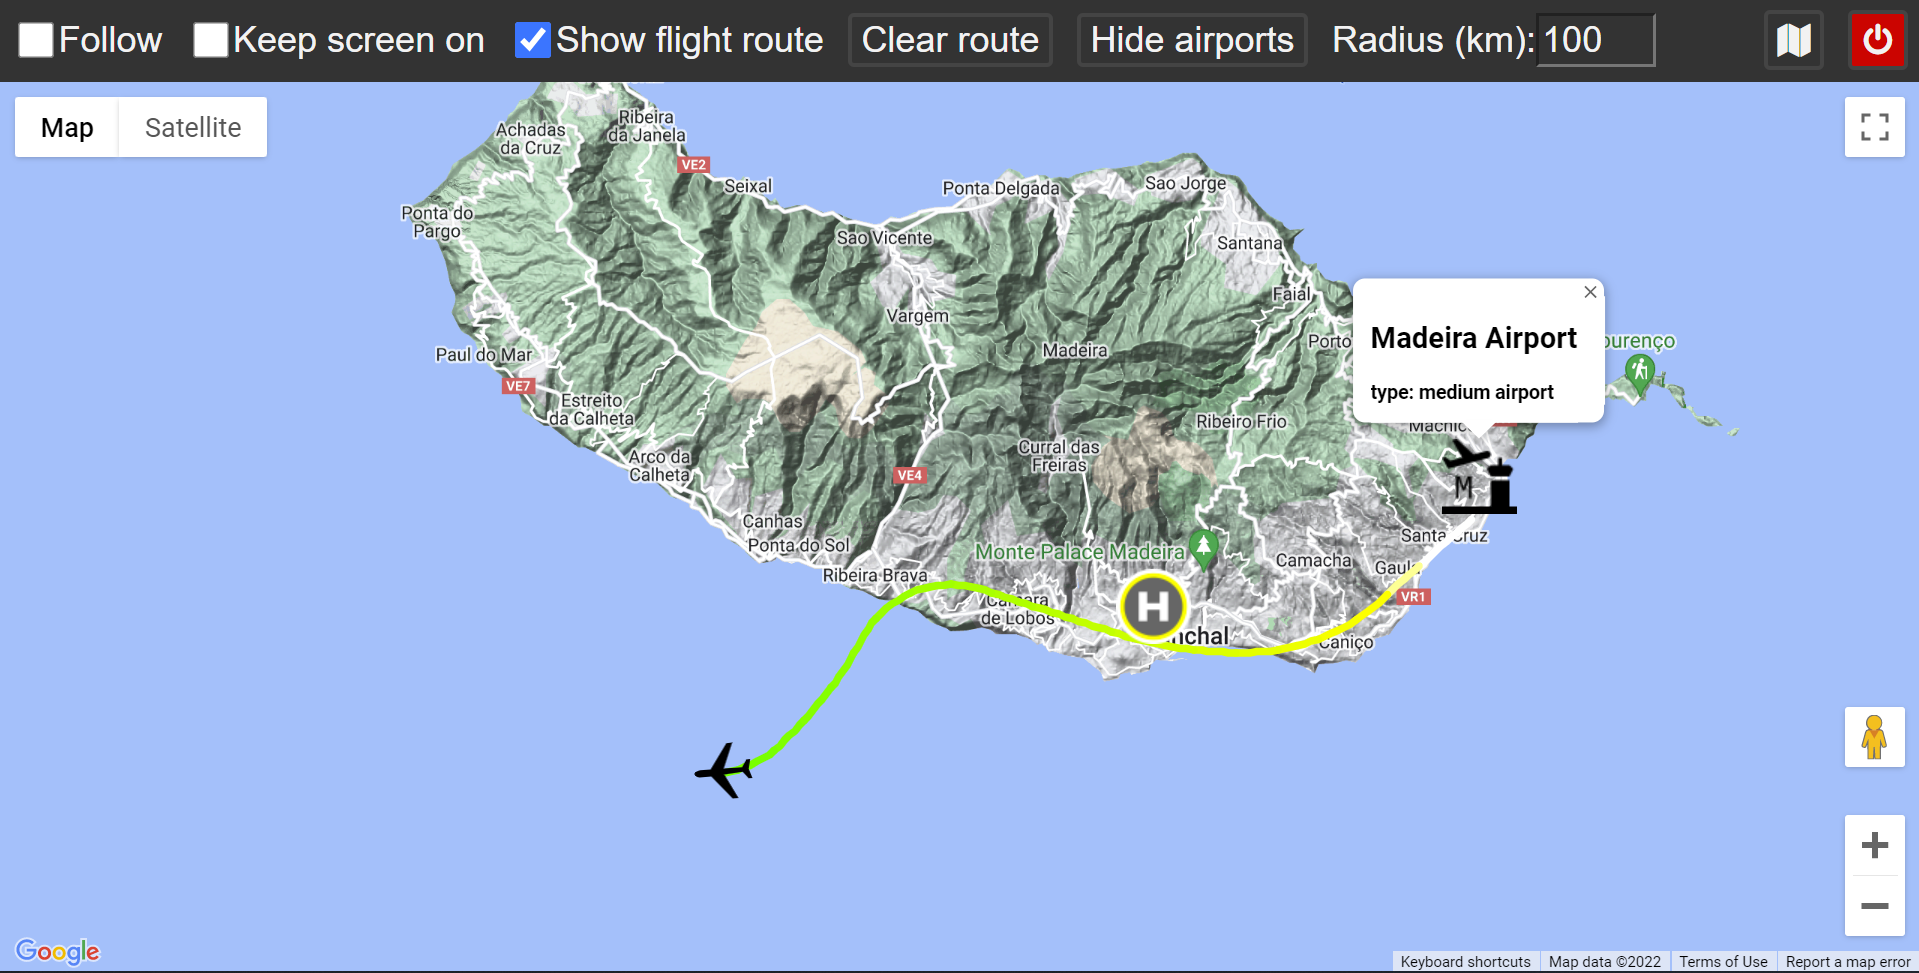 Follow
Keep screen on
Show flight route
Clear route
Hide airports
Radius (km):
100
Map
Satellite
Achadas
da Cruz
Ribeira
da Janela
VE2
Seixal
Ponta Delgada
Sao Jorge
Ponta do
Pargo
Sao Vicente
Santana
Faial
Vargem
Madeira Airport
type: medium airport
Porto
ourenço
Madeira
Paul do Mar
VE7
Estreito
da Calheta
Ribeiro Frio
Machic
Curral das
Freiras
Arco da
Calheta
VE4
M
Canhas
Ponta do Sol
Santa Cruz
Monte Palace Madeira
Camacha
Gaul
Ribeira Brava
VR1
Câmara
de Lobos
H
nchal
Caniço
Google
Keyboard shortcuts
Map data ©2022
Terms of Use
Report a map error